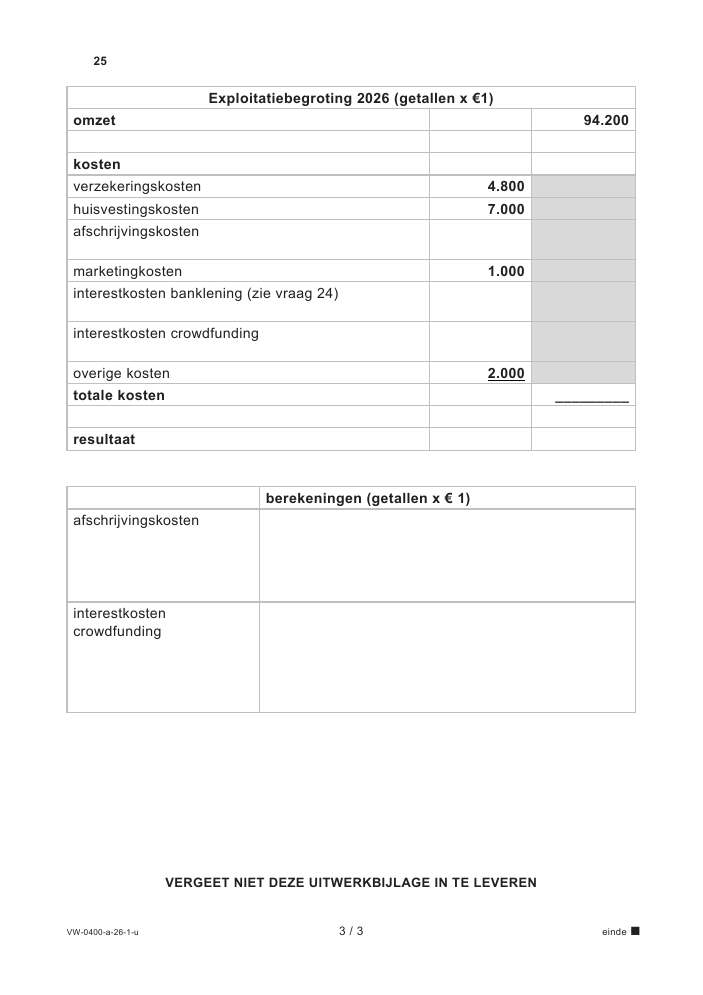 25
Exploitatiebegroting 2026 (getallen x €1)
omzet 94.200
kosten
verzekeringskosten 4.800
huisvestingskosten 7.000
afschrijvingskosten
marketingkosten 1.000
interestkosten banklening (zie vraag 24)
interestkosten crowdfunding
overige kosten 2.000
totale kosten _________
resultaat
berekeningen (getallen x € 1)
afschrijvingskosten
interestkosten
crowdfunding
VERGEET NIET DEZE UITWERKBIJLAGE IN TE LEVEREN
VW-0400-a-26-1-u 3 / 3 einde ■